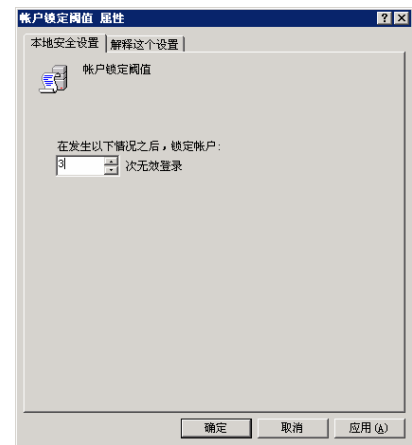 帐户锁定阈值 属性
本地安全设置 解释这个设置
帐户锁定阈值
在发生以下情况之后，锁定帐户:
3 次无效登录
确定 取消 应用(A)